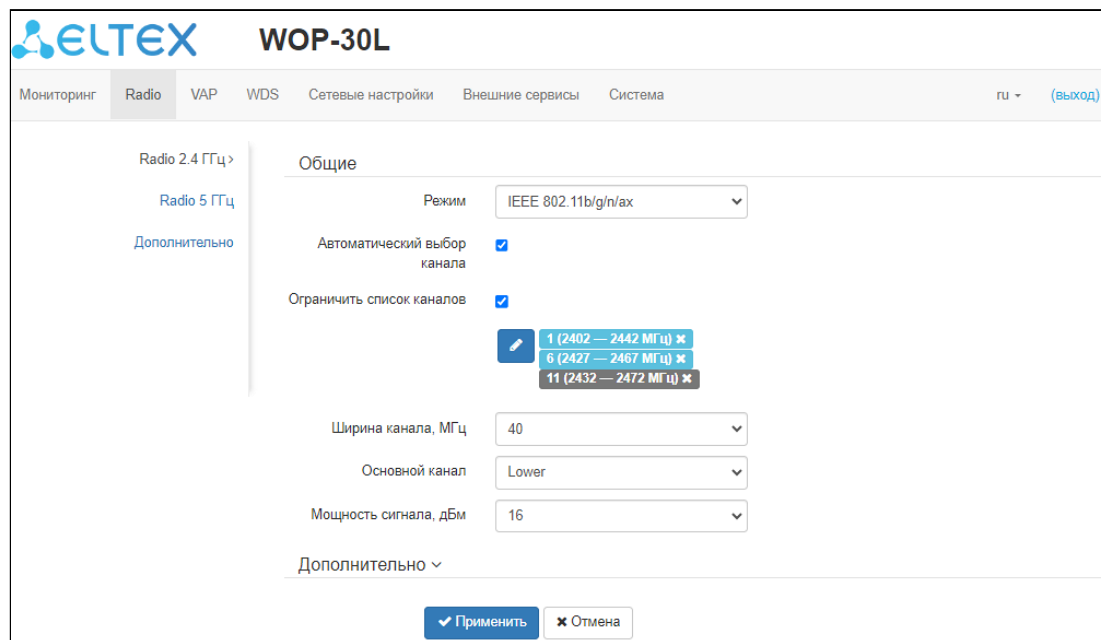 ELTEX WOP-30L
Мониторинг Radio VAP WDS Сетевые настройки Внешние сервисы Система ru (выход)
Radio 2.4 ГГц
Radio 5 ГГц
Дополнительно
Общие
Режим IEEE 802.11b/g/n/ax
Автоматический выбор
канала
Ограничить список каналов
1 (2402 — 2442 МГц)
6 (2427 — 2467 МГц)
11 (2432 — 2472 МГц)
Ширина канала, МГц 40
Основной канал Lower
Мощность сигнала, дБм 16
Дополнительно
Применить Отмена